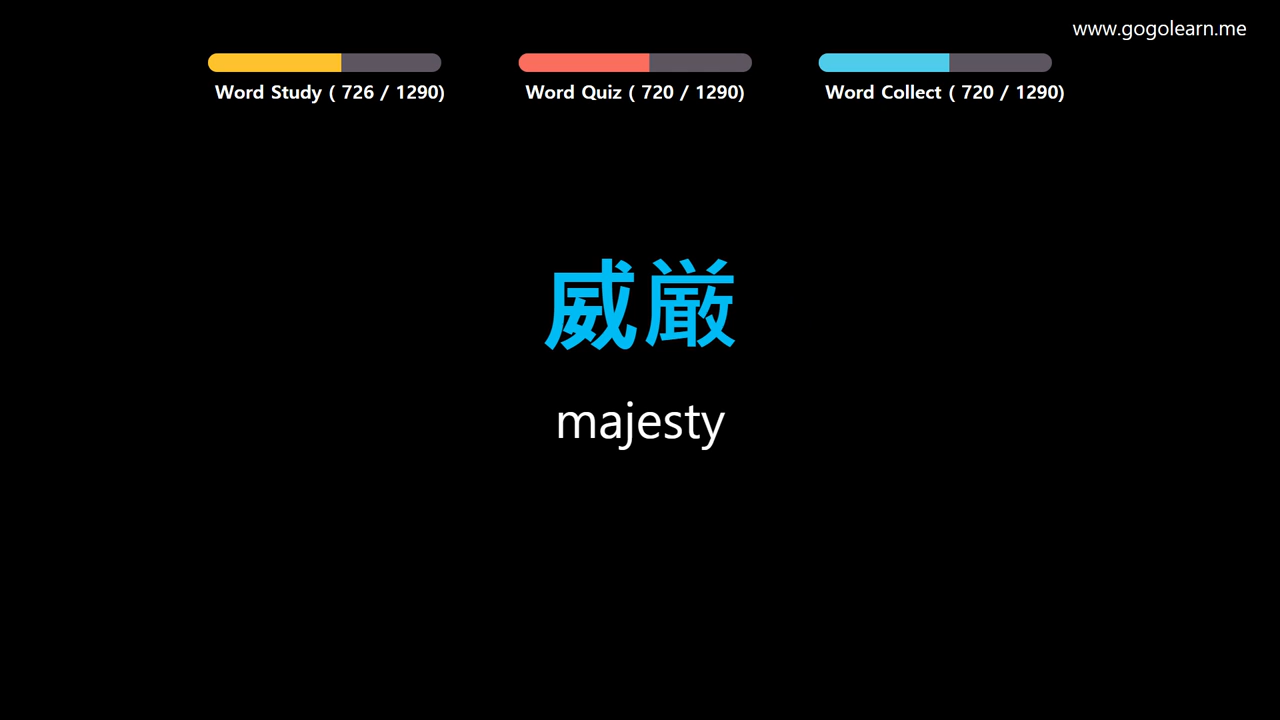 www.gogolearn.me
Word Study ( 726 / 1290)
Word Quiz ( 720 / 1290)
Word Collect ( 720 / 1290)
威厳
majesty